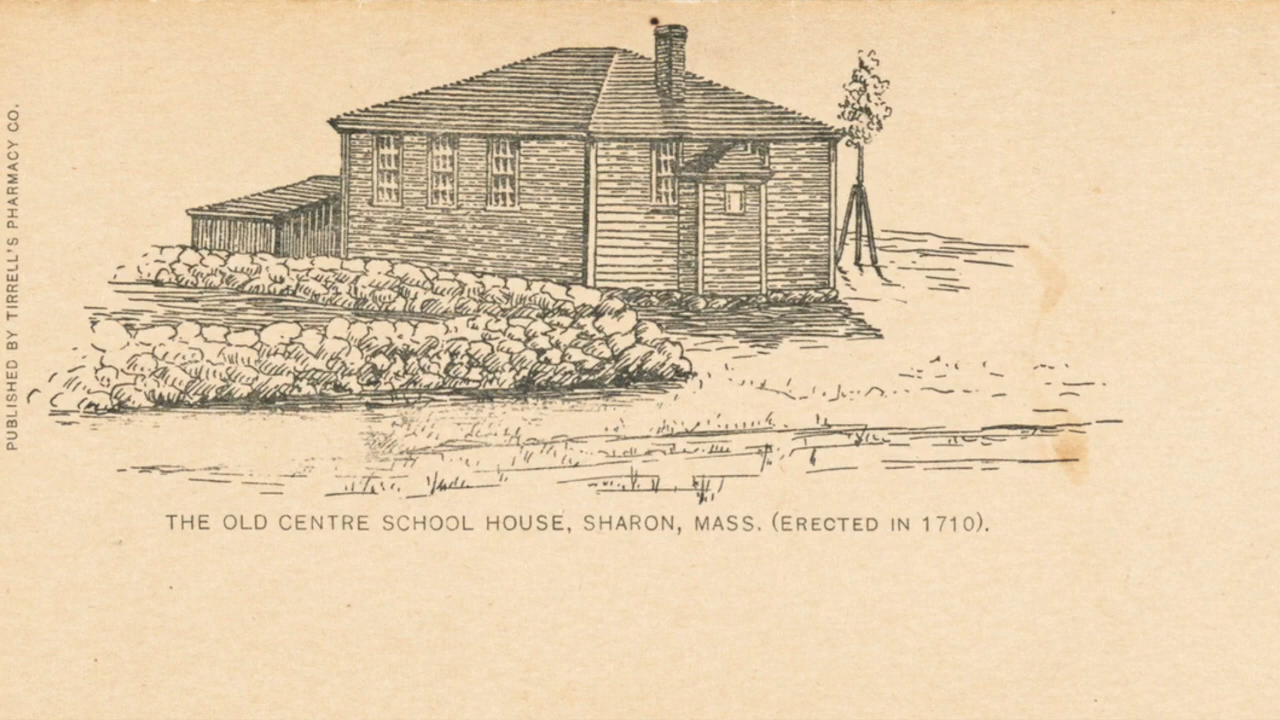 PUBLISHED BY TIRRELL'S PHARMACY CO.
THE OLD CENTRE SCHOOL HOUSE, SHARON, MASS. (ERECTED IN 1710).